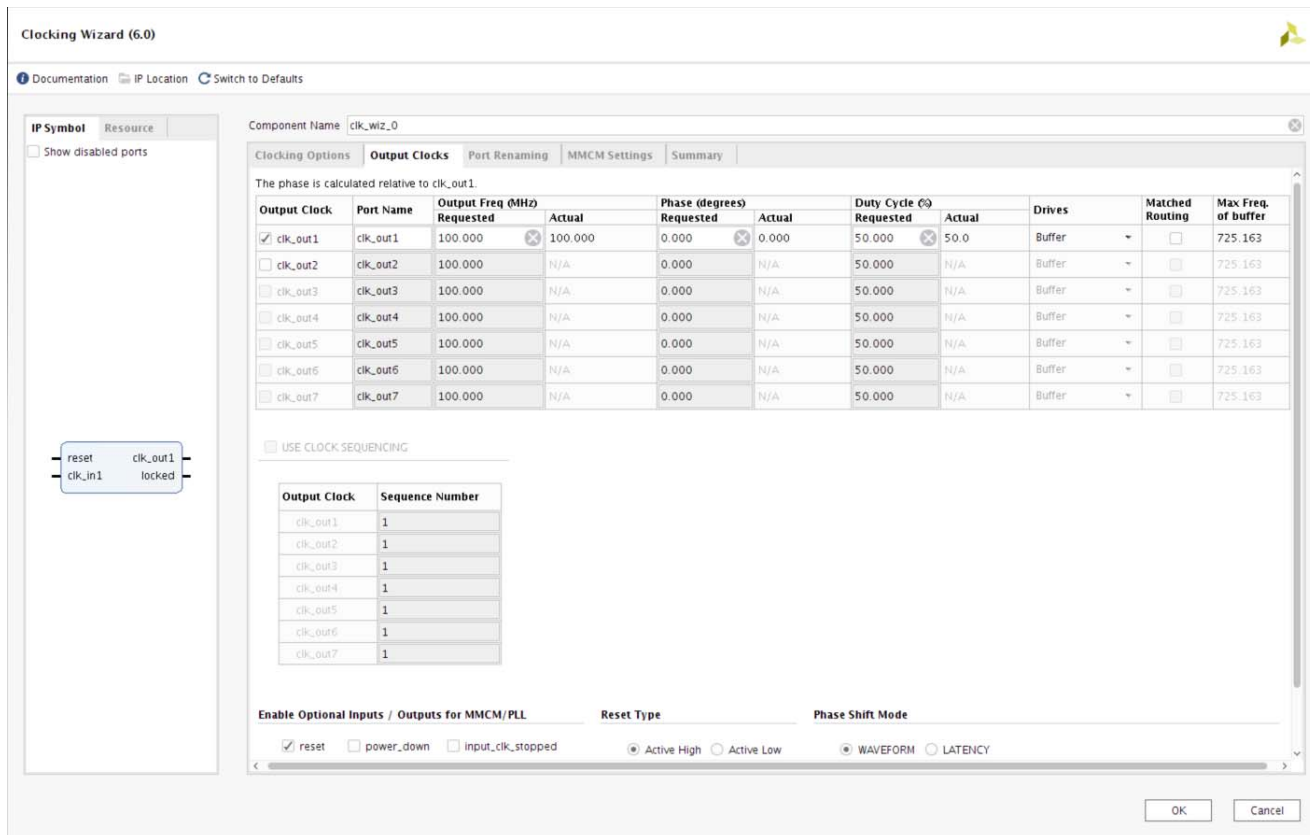 Clocking Wizard (6.0)
Documentation IP Location Switch to Defaults
IP Symbol Resource
Show disabled ports
reset clk_out1
clk_in1 locked
Component Name clk_wiz_0
Clocking Options Output Clocks Port Renaming MMCM Settings Summary
The phase is calculated relative to clk_out1.
Output Clock Port Name Output Freq (MHz) Phase (degrees) Duty Cycle (%) Drives Matched Routing Max Freq. of buffer
Requested Actual Requested Actual Requested Actual
clk_out1 clk_out1 100.000 100.000 0.000 0.000 50.000 50.0 Buffer 725.163
clk_out2 clk_out2 100.000 N/A 0.000 N/A 50.000 N/A Buffer 725.163
clk_out3 clk_out3 100.000 N/A 0.000 N/A 50.000 N/A Buffer 725.163
clk_out4 clk_out4 100.000 N/A 0.000 N/A 50.000 N/A Buffer 725.163
clk_out5 clk_out5 100.000 N/A 0.000 N/A 50.000 N/A Buffer 725.163
clk_out6 clk_out6 100.000 N/A 0.000 N/A 50.000 N/A Buffer 725.163
clk_out7 clk_out7 100.000 N/A 0.000 N/A 50.000 N/A Buffer 725.163
USE CLOCK SEQUENCING
Output Clock Sequence Number
clk_out1 1
clk_out2 1
clk_out3 1
clk_out4 1
clk_out5 1
clk_out6 1
clk_out7 1
Enable Optional Inputs / Outputs for MMCM/PLL Reset Type Phase Shift Mode
reset power_down input_clk_stopped Active High Active Low WAVEFORM LATENCY
OK Cancel